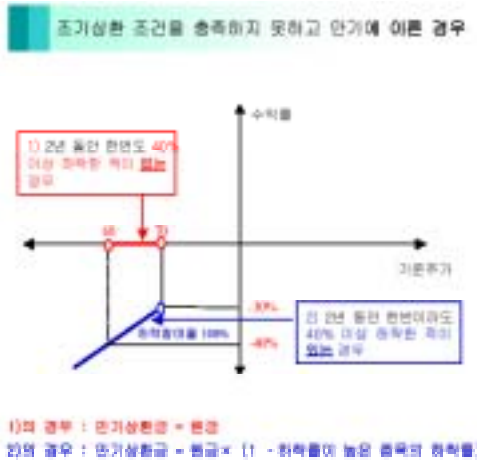 조기상환 조건을 충족하지 못하고 만기에 이른 경우
수익률
1) 2년 동안 한번도 40%
이상 하락한 적이 없는
경우
60 70
기준주가
-30%
하락참여율 100%
-40%
2) 2년 동안 한번이라도
40% 이상 하락한 적이
있는 경우
1)의 경우 : 만기상환금 = 원금
2)의 경우 : 만기상환금 = 원금 × (1 - 하락률이 높은 종목의 하락률